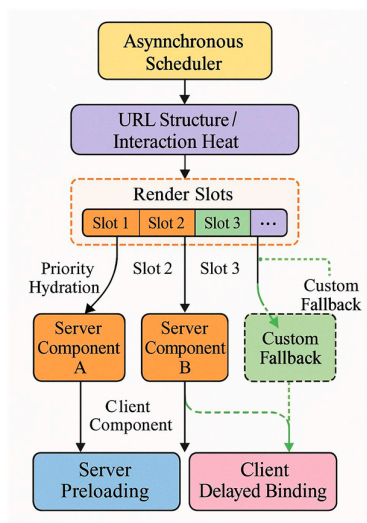 Asynnchronous
Scheduler
URL Structure/
Interaction Heat
Render Slots
Slot 1 Slot 2 Slot 3 ...
Priority
Hydration
Slot 2 Slot 3
Custom
Fallback
Server
Component
A
Server
Component
B
Custom
Fallback
Client
Component
Server
Preloading
Client
Delayed Binding